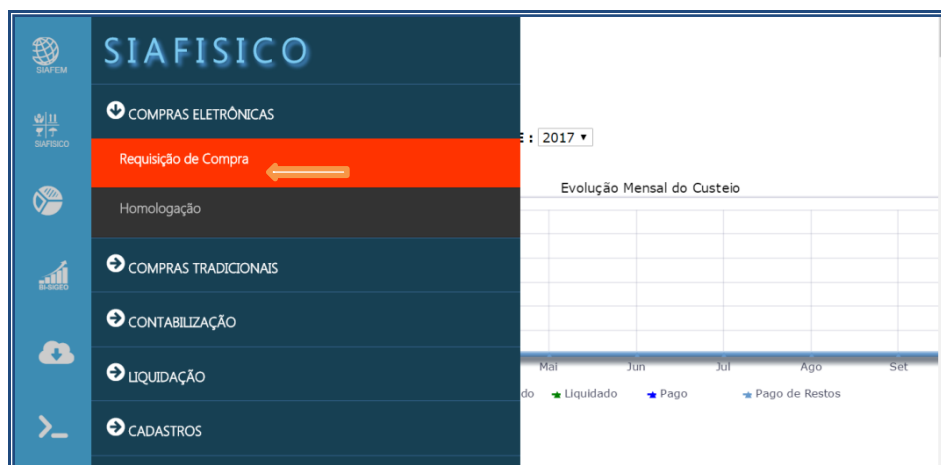 SIAFEM
SIAFISICO
BI-SIGEO
SIAFISICO
COMPRAS ELETRÔNICAS
Requisição de Compra
Homologação
COMPRAS TRADICIONAIS
CONTABILIZAÇÃO
LIQUIDAÇÃO
CADASTROS
: 2017
Evolução Mensal do Custeio
Mai Jun Jul Ago Set
do Liquidado Pago Pago de Restos